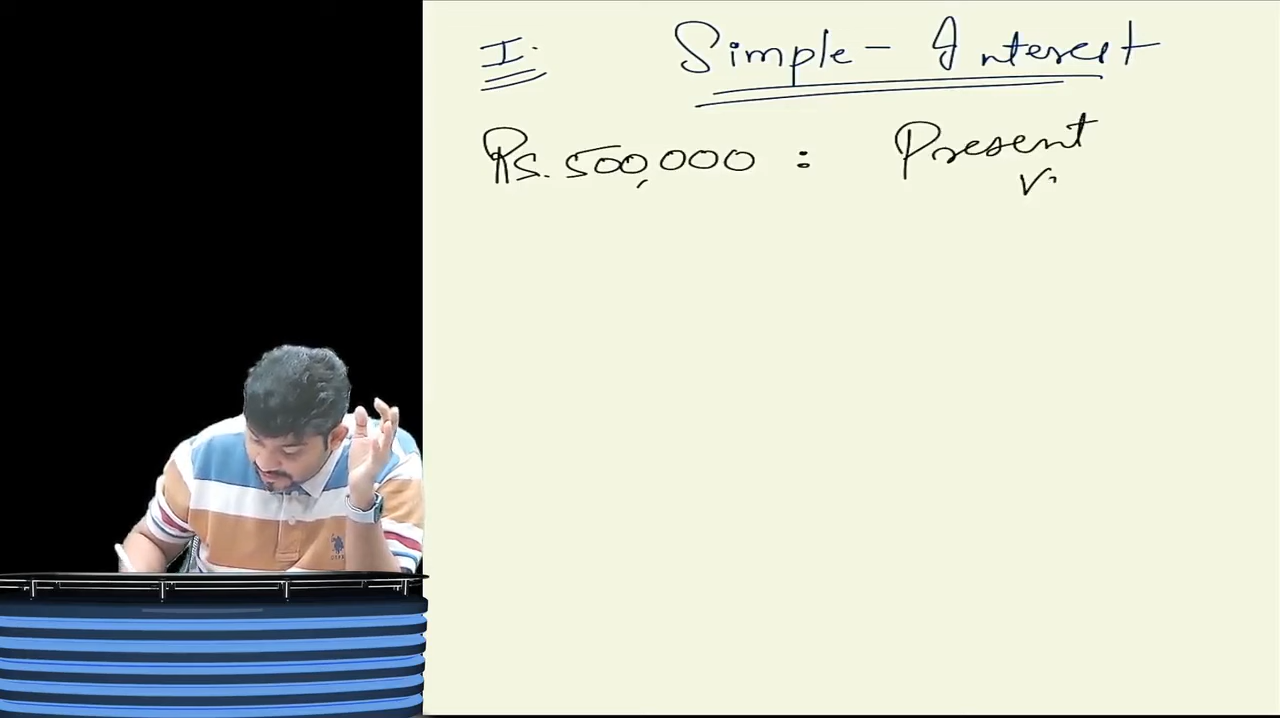 I. Simple - Interest
Rs. 500,000 : Present
V.